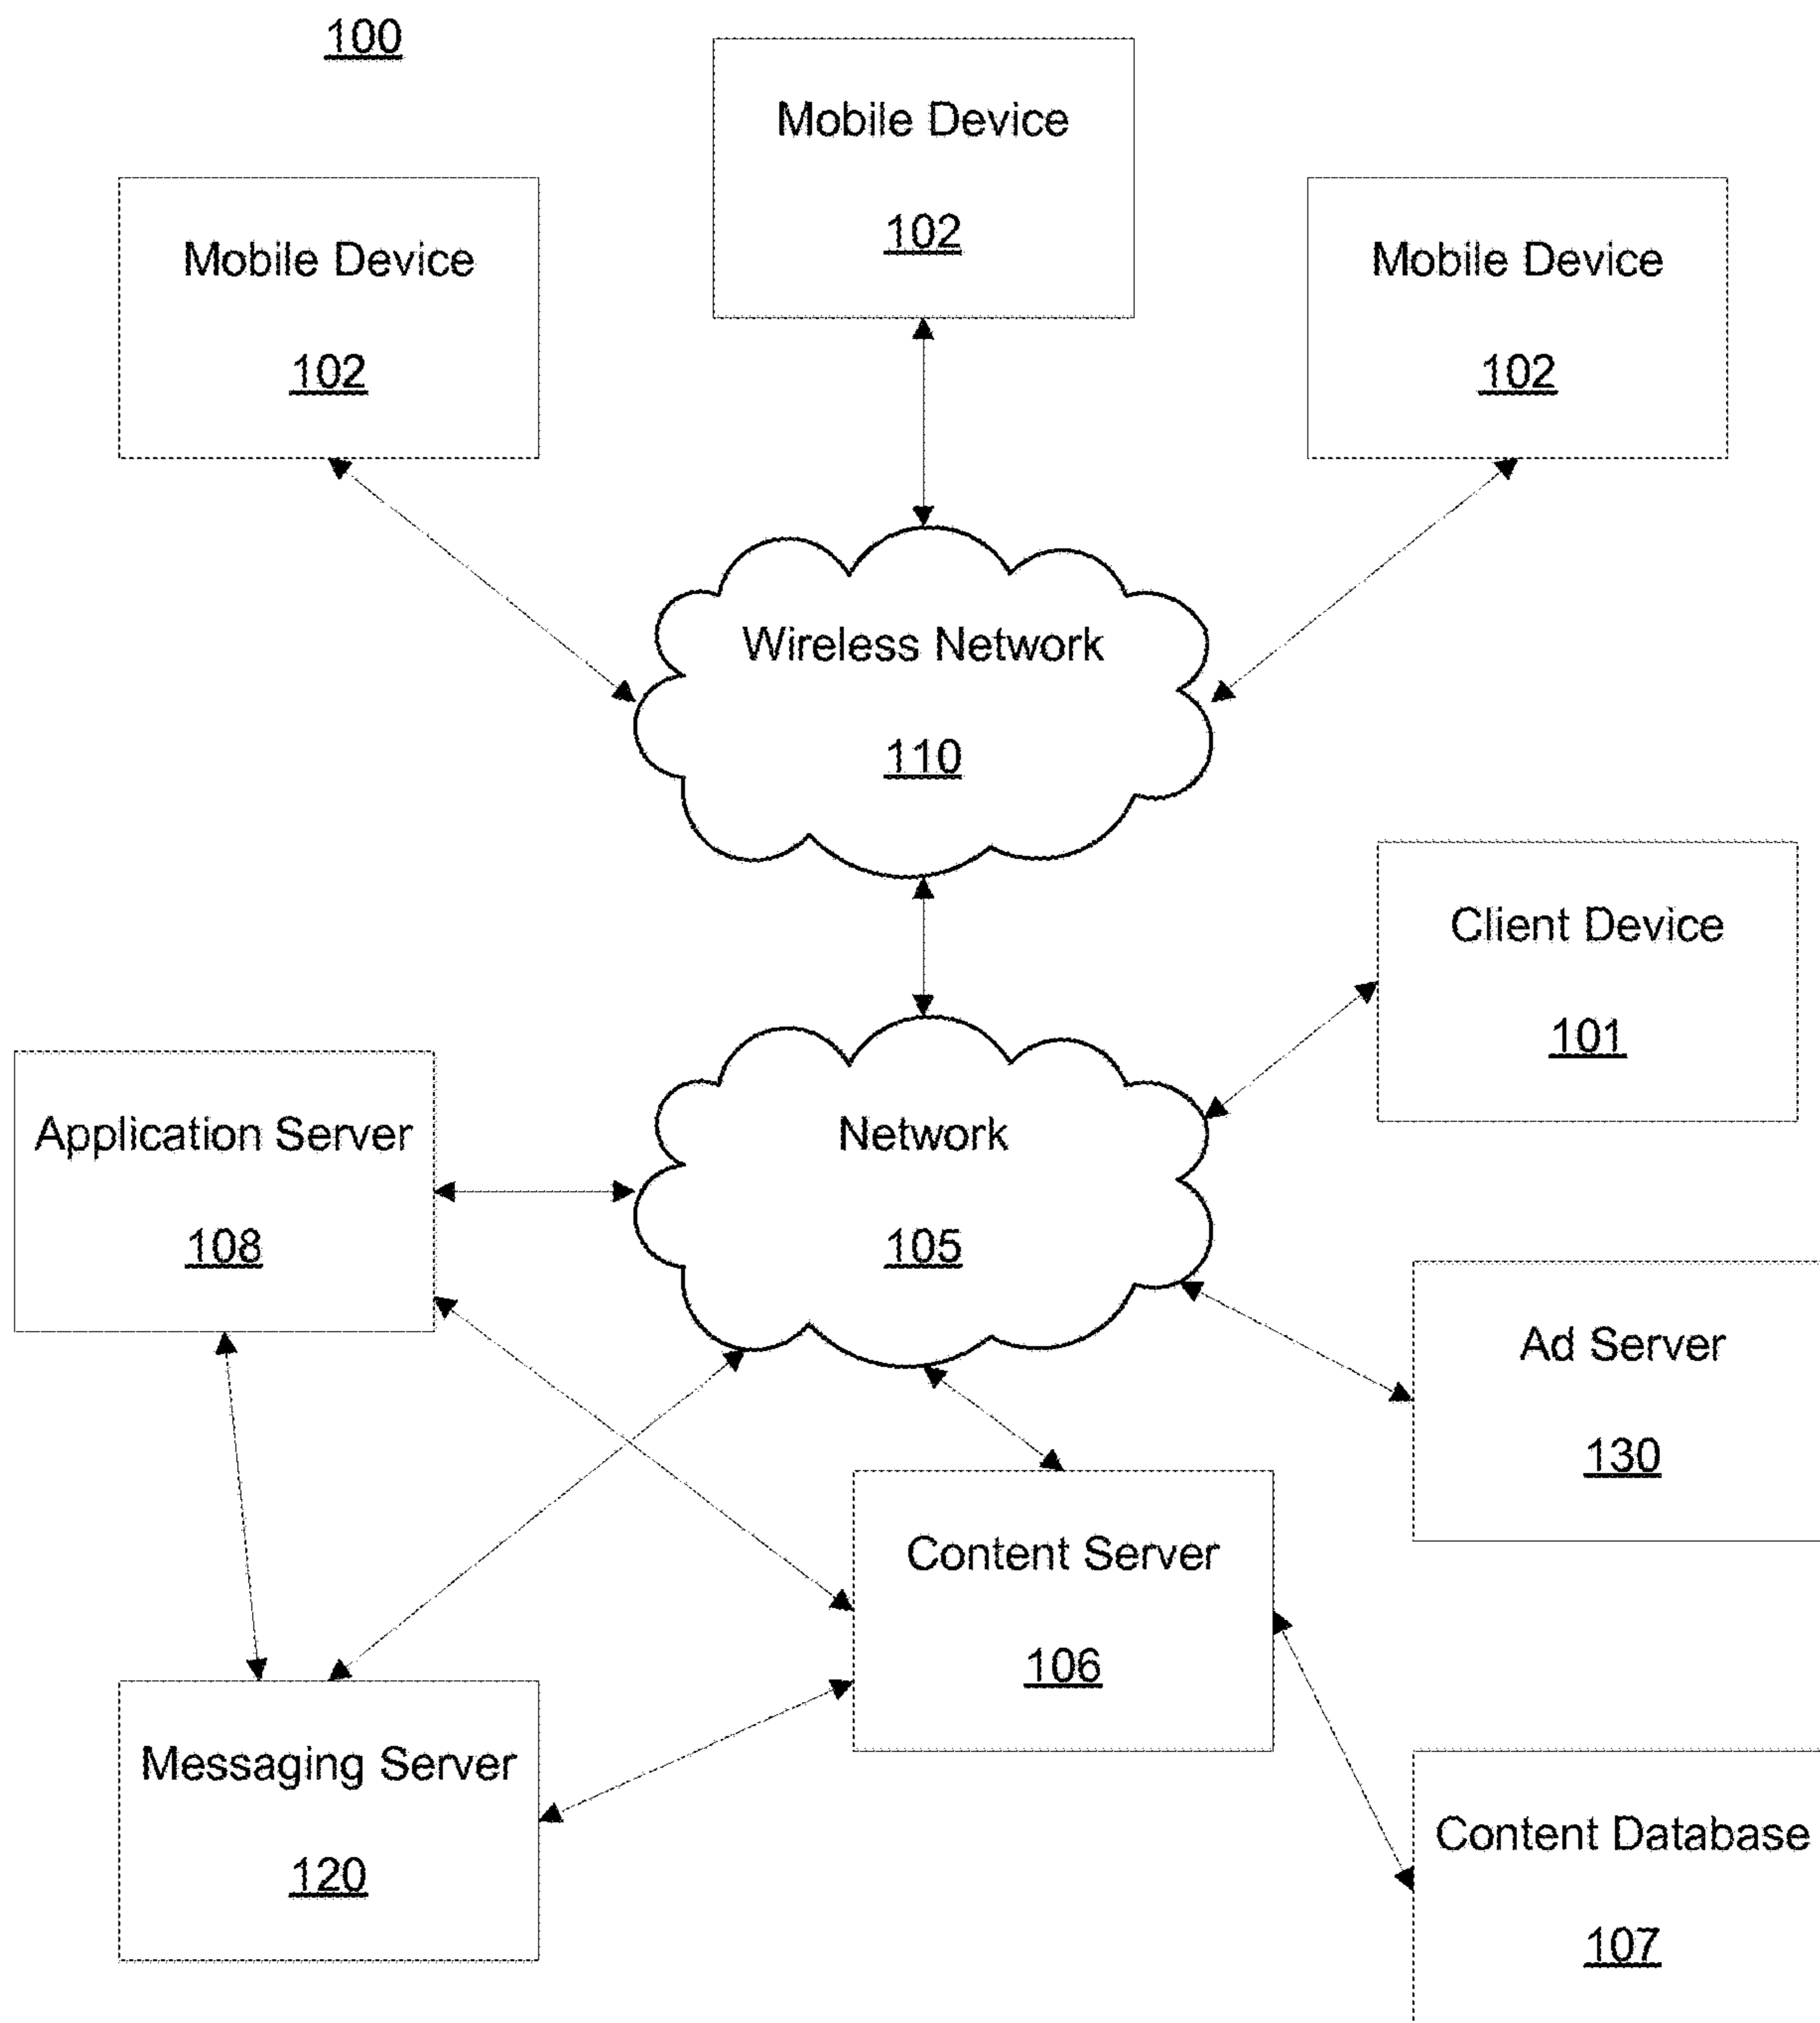 100
Mobile Device
102
Mobile Device
102
Mobile Device
102
Wireless Network
110
Client Device
101
Application Server
108
Network
105
Ad Server
130
Content Server
106
Messaging Server
120
Content Database
107